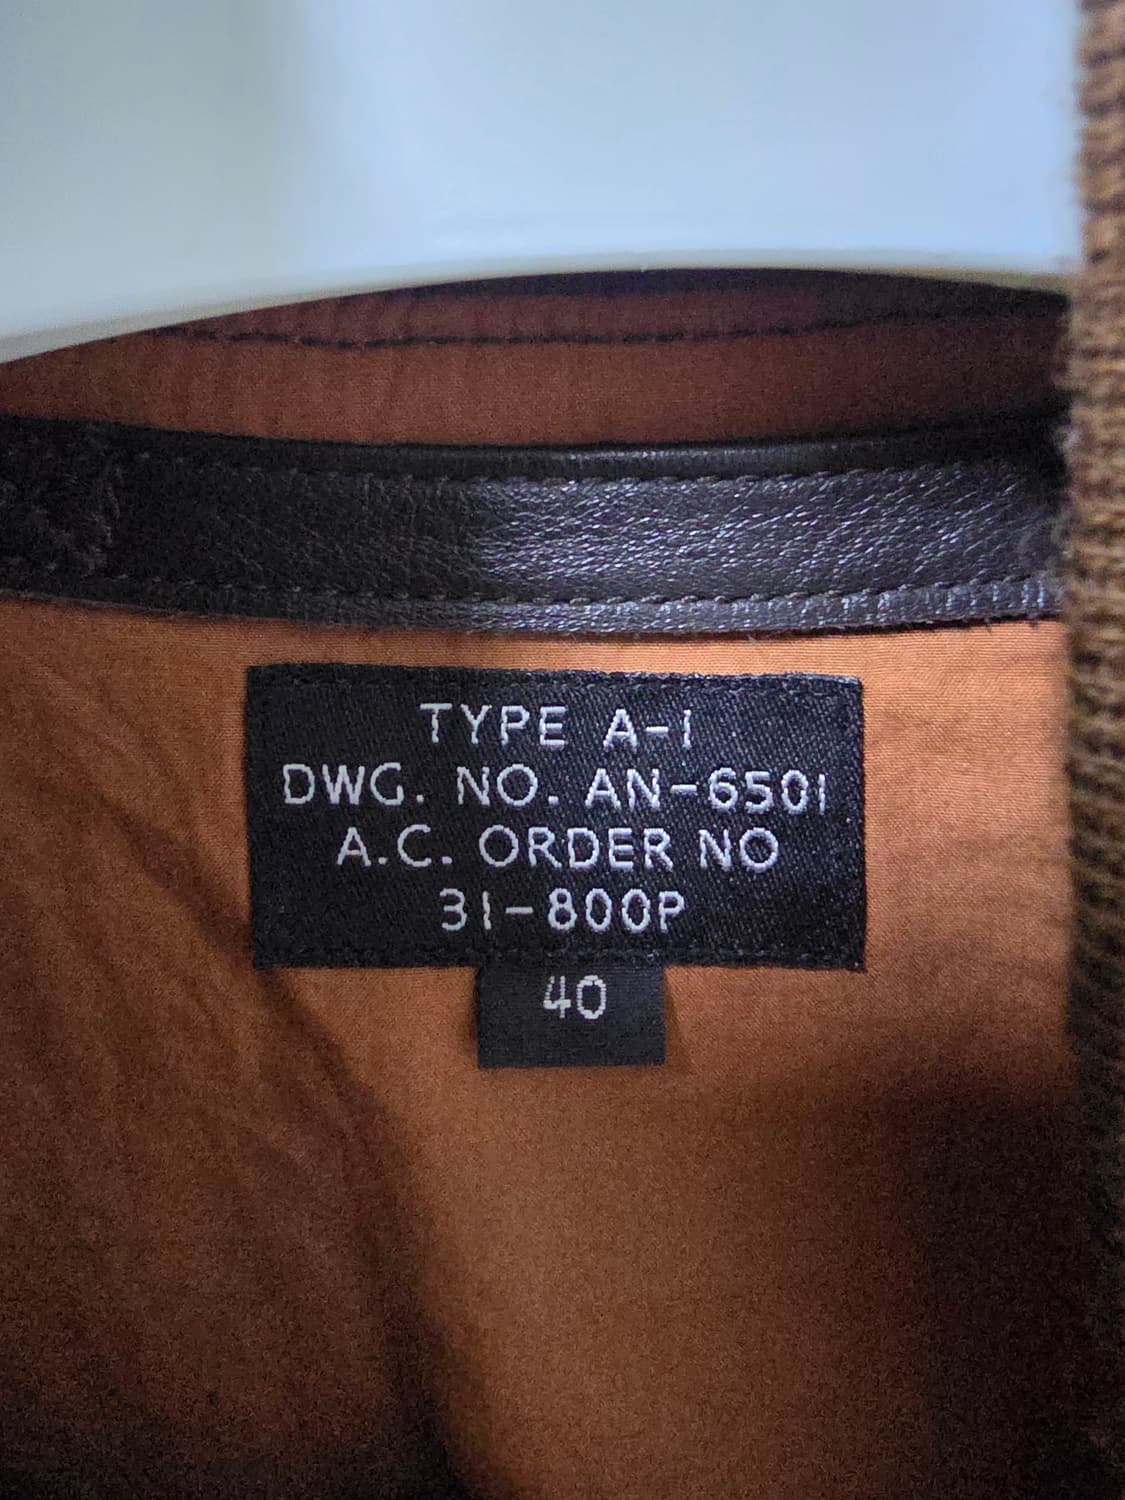 TYPE A-1
DWG. NO. AN-6501
A.C. ORDER NO
31-800P
40